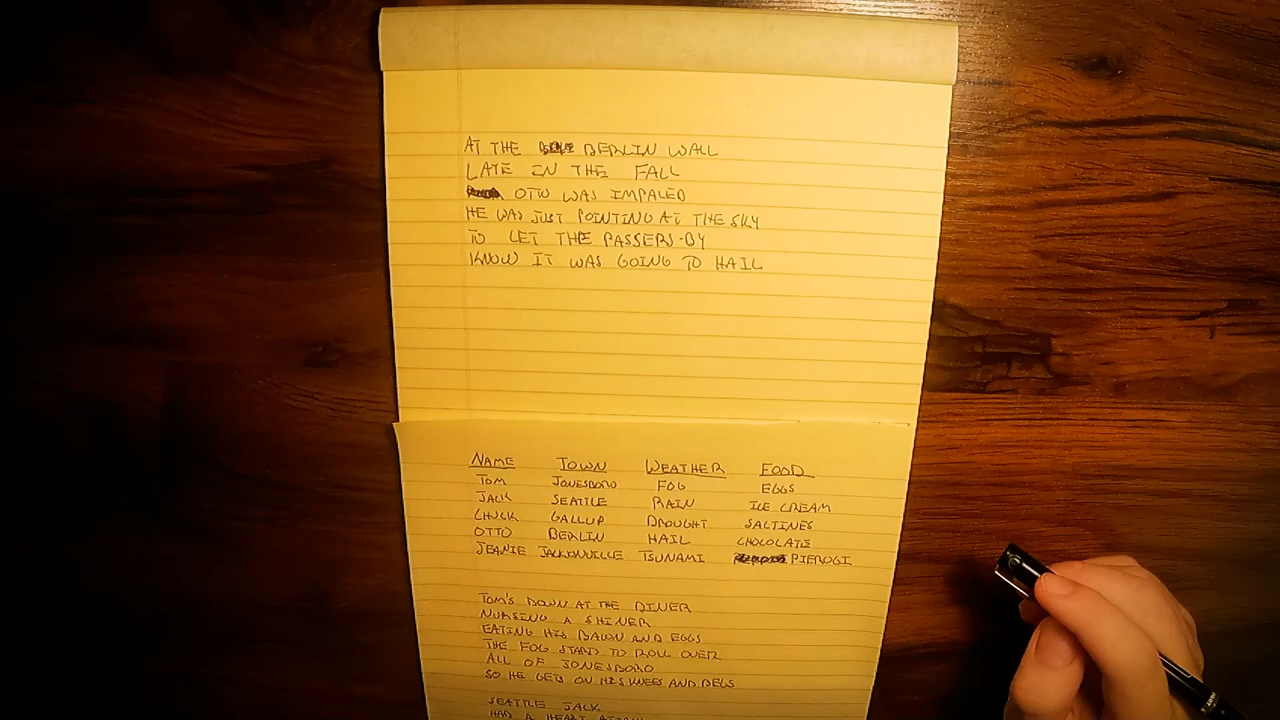 AT THE BERLIN WALL
LATE IN THE FALL
OTTO WAS IMPALED
HE WAS JUST POINTING AT THE SKY
TO LET THE PASSERS-BY
KNOW IT WAS GOING TO HAIL
NAME TOWN WEATHER FOOD
TOM JONESBORO FOG EGGS
JACK SEATTLE RAIN ICE CREAM
CHUCK GALLUP DROUGHT SALTINES
OTTO BERLIN HAIL CHOCOLATE
JEANIE JACKSONVILLE TSUNAMI PIEROGI
TOM'S DOWN AT THE DINER
NURSING A SHINER
EATING HIS BACON AND EGGS
THE FOG STARTS TO ROLL OVER
ALL OF JONESBORO
SO HE GETS ON HIS KNEES AND BEGS
SEATTLE JACK
HAD A HEART